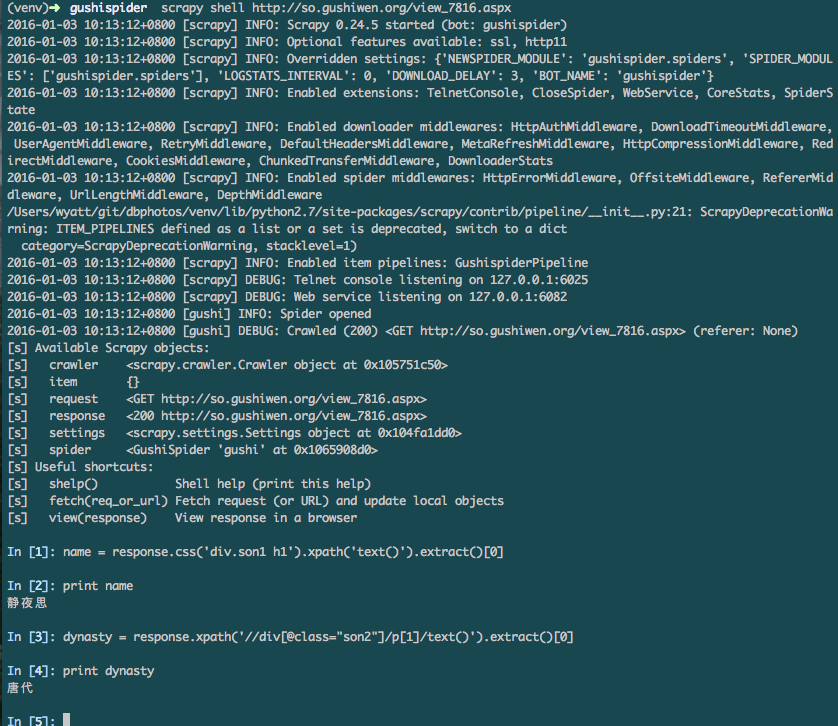 (venv)➜  gushispider  scrapy shell http://so.gushiwen.org/view_7816.aspx
2016-01-03 10:13:12+0800 [scrapy] INFO: Scrapy 0.24.5 started (bot: gushispider)
2016-01-03 10:13:12+0800 [scrapy] INFO: Optional features available: ssl, http11
2016-01-03 10:13:12+0800 [scrapy] INFO: Overridden settings: {'NEWSPIDER_MODULE': 'gushispider.spiders', 'SPIDER_MODUL
ES': ['gushispider.spiders'], 'LOGSTATS_INTERVAL': 0, 'DOWNLOAD_DELAY': 3, 'BOT_NAME': 'gushispider'}
2016-01-03 10:13:12+0800 [scrapy] INFO: Enabled extensions: TelnetConsole, CloseSpider, WebService, CoreStats, SpiderS
tate
2016-01-03 10:13:12+0800 [scrapy] INFO: Enabled downloader middlewares: HttpAuthMiddleware, DownloadTimeoutMiddleware,
 UserAgentMiddleware, RetryMiddleware, DefaultHeadersMiddleware, MetaRefreshMiddleware, HttpCompressionMiddleware, Red
irectMiddleware, CookiesMiddleware, ChunkedTransferMiddleware, DownloaderStats
2016-01-03 10:13:12+0800 [scrapy] INFO: Enabled spider middlewares: HttpErrorMiddleware, OffsiteMiddleware, RefererMid
dleware, UrlLengthMiddleware, DepthMiddleware
/Users/wyatt/git/dbphotos/venv/lib/python2.7/site-packages/scrapy/contrib/pipeline/__init__.py:21: ScrapyDeprecationWa
rning: ITEM_PIPELINES defined as a list or a set is deprecated, switch to a dict
  category=ScrapyDeprecationWarning, stacklevel=1)
2016-01-03 10:13:12+0800 [scrapy] INFO: Enabled item pipelines: GushispiderPipeline
2016-01-03 10:13:12+0800 [scrapy] DEBUG: Telnet console listening on 127.0.0.1:6025
2016-01-03 10:13:12+0800 [scrapy] DEBUG: Web service listening on 127.0.0.1:6082
2016-01-03 10:13:12+0800 [gushi] INFO: Spider opened
2016-01-03 10:13:12+0800 [gushi] DEBUG: Crawled (200) <GET http://so.gushiwen.org/view_7816.aspx> (referer: None)
[s] Available Scrapy objects:
[s]   crawler    <scrapy.crawler.Crawler object at 0x105751c50>
[s]   item       {}
[s]   request    <GET http://so.gushiwen.org/view_7816.aspx>
[s]   response   <200 http://so.gushiwen.org/view_7816.aspx>
[s]   settings   <scrapy.settings.Settings object at 0x104fa1dd0>
[s]   spider     <GushiSpider 'gushi' at 0x1065908d0>
[s] Useful shortcuts:
[s]   shelp()           Shell help (print this help)
[s]   fetch(req_or_url) Fetch request (or URL) and update local objects
[s]   view(response)    View response in a browser
In [1]: name = response.css('div.son1 h1').xpath('text()').extract()[0]
In [2]: print name
静夜思
In [3]: dynasty = response.xpath('//div[@class="son2"]/p[1]/text()').extract()[0]
In [4]: print dynasty
唐代
In [5]: